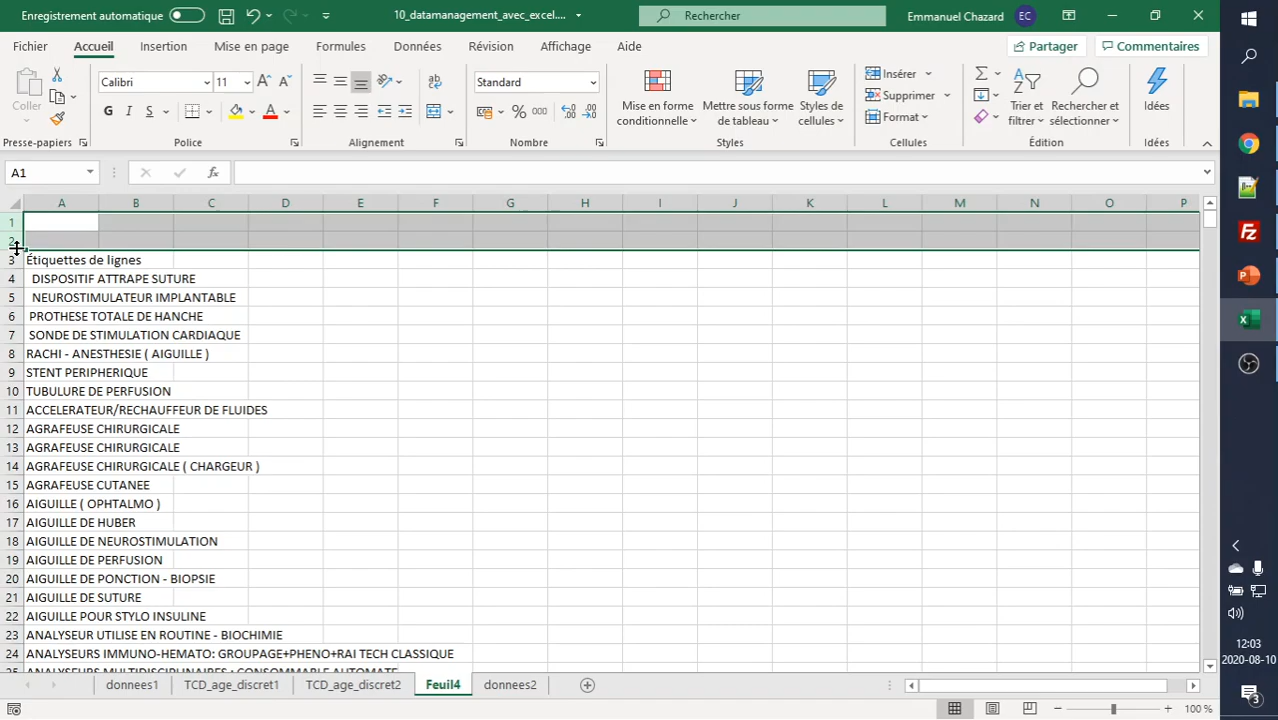 Enregistrement automatique
10_datamanagement_avec_excel....
Rechercher
Emmanuel Chazard
EC
Fichier
Accueil
Insertion
Mise en page
Formules
Données
Révision
Affichage
Aide
Partager
Commentaires
Coller
Calibri
11
G
I
S
A
Standard
%
000
Mise en forme conditionnelle
Mettre sous forme de tableau
Styles de cellules
Insérer
Supprimer
Format
Trier et filtrer
Rechercher et sélectionner
Idées
Presse-papiers
Police
Alignement
Nombre
Styles
Cellules
Édition
Idées
A1
fx
A B C D E F G H I J K L M N O P
1
2
3 Étiquettes de lignes
4 DISPOSITIF ATTRAPE SUTURE
5 NEUROSTIMULATEUR IMPLANTABLE
6 PROTHESE TOTALE DE HANCHE
7 SONDE DE STIMULATION CARDIAQUE
8 RACHI - ANESTHESIE ( AIGUILLE )
9 STENT PERIPHERIQUE
10 TUBULURE DE PERFUSION
11 ACCELERATEUR/RECHAUFFEUR DE FLUIDES
12 AGRAFEUSE CHIRURGICALE
13 AGRAFEUSE CHIRURGICALE
14 AGRAFEUSE CHIRURGICALE ( CHARGEUR )
15 AGRAFEUSE CUTANEE
16 AIGUILLE ( OPHTALMO )
17 AIGUILLE DE HUBER
18 AIGUILLE DE NEUROSTIMULATION
19 AIGUILLE DE PERFUSION
20 AIGUILLE DE PONCTION - BIOPSIE
21 AIGUILLE DE SUTURE
22 AIGUILLE POUR STYLO INSULINE
23 ANALYSEUR UTILISE EN ROUTINE - BIOCHIMIE
24 ANALYSEURS IMMUNO-HEMATO: GROUPAGE+PHENO+RAI TECH CLASSIQUE
25 ANALYSEURS MULTIDISCIPLINAIRES : CONSOMMABLE AUTOMATE
donnees1
TCD_age_discret1
TCD_age_discret2
Feuil4
donnees2
100 %
12:03
2020-08-10
3